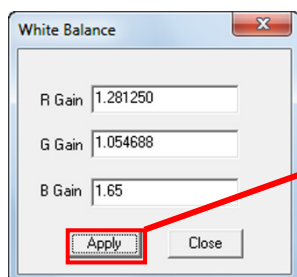 White Balance
R Gain 1.281250
G Gain 1.054688
B Gain 1.65
Apply Close